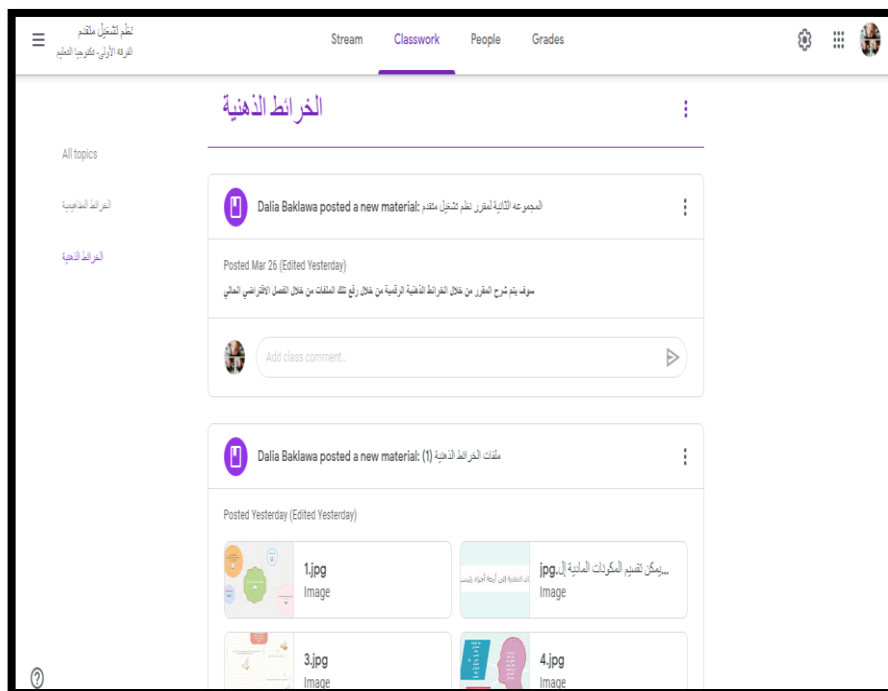 نظم تشغيل متقدم
الفرقة الأولى- تكنولوجيا التعليم
Stream Classwork People Grades
الخرائط الذهنية
All topics
الخرائط المفاهيمية
الخرائط الذهنية
Dalia Baklawa posted a new material: المجموعه الثانية لمقرر نظم تشغيل متقدم
Posted Mar 26 (Edited Yesterday)
سوف يتم شرح المقرر من خلال الخرائط الذهنية الرقمية من خلال رفع تلك الملفات من خلال الفصل الافتراضي الحالي
Add class comment...
Dalia Baklawa posted a new material: ملفات الخرائط الذهنية (1)
Posted Yesterday (Edited Yesterday)
1.jpg
Image
يمكن تقسيم المكونات المادية إل...jpg
Image
3.jpg
Image
4.jpg
Image